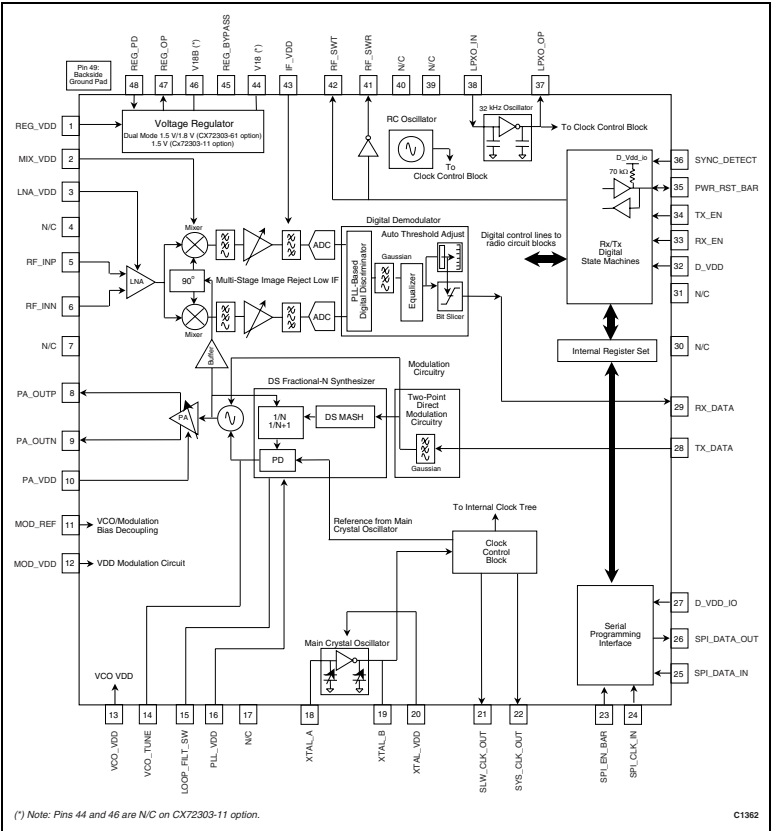 REG_PD
REG_OP
V18B (*)
REG_BYPASS
V18 (*)
IF_VDD
RF_SWT
RF_SWR
N/C
N/C
LPXO_IN
LPXO_OP
Pin 49:
Backside
Ground Pad
48
47
46
45
44
43
42
41
40
39
38
37
REG_VDD
1
Voltage Regulator
Dual Mode 1.5 V/1.8 V (CX72303-61 option)
1.5 V (Cx72303-11 option)
RC Oscillator
To
Clock Control Block
32 kHz Oscillator
To Clock Control Block
MIX_VDD
2
LNA_VDD
3
N/C
4
RF_INP
5
RF_INN
6
N/C
7
LNA
Mixer
90°
Mixer
Multi-Stage Image Reject Low IF
ADC
ADC
Digital Demodulator
Auto Threshold Adjust
PLL-Based
Digital Discriminator
Gaussian
Equalizer
Bit Slicer
Digital control lines to
radio circuit blocks
D_Vdd_io
70 kΩ
Rx/Tx
Digital
State Machines
36
SYNC_DETECT
35
PWR_RST_BAR
34
TX_EN
33
RX_EN
32
D_VDD
31
N/C
Internal Register Set
30
N/C
29
RX_DATA
28
TX_DATA
Buffer
PA_OUTP
8
PA_OUTN
9
PA_VDD
10
PA
DS Fractional-N Synthesizer
1/N
1/N+1
DS MASH
PD
Modulation
Circuitry
Two-Point
Direct
Modulation
Circuitry
Gaussian
MOD_REF
11
VCO/Modulation
Bias Decoupling
MOD_VDD
12
VDD Modulation Circuit
Reference from Main
Crystal Oscillator
To Internal Clock Tree
Clock
Control
Block
Main Crystal Oscillator
Serial
Programming
Interface
27
D_VDD_IO
26
SPI_DATA_OUT
25
SPI_DATA_IN
VCO VDD
13
14
15
16
17
18
19
20
21
22
23
24
VCO_VDD
VCO_TUNE
LOOP_FILT_SW
PLL_VDD
N/C
XTAL_A
XTAL_B
XTAL_VDD
SLW_CLK_OUT
SYS_CLK_OUT
SPI_EN_BAR
SPI_CLK_IN
(*) Note: Pins 44 and 46 are N/C on CX72303-11 option.
C1362